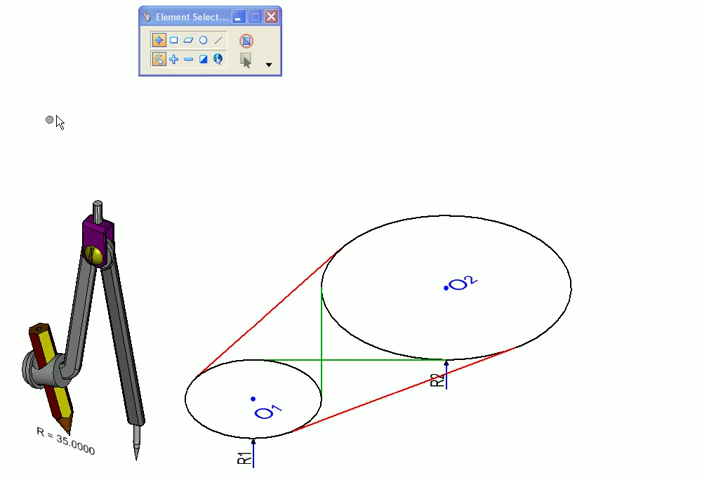 Element Select...
O2
R2
O1
R = 35.0000
R1